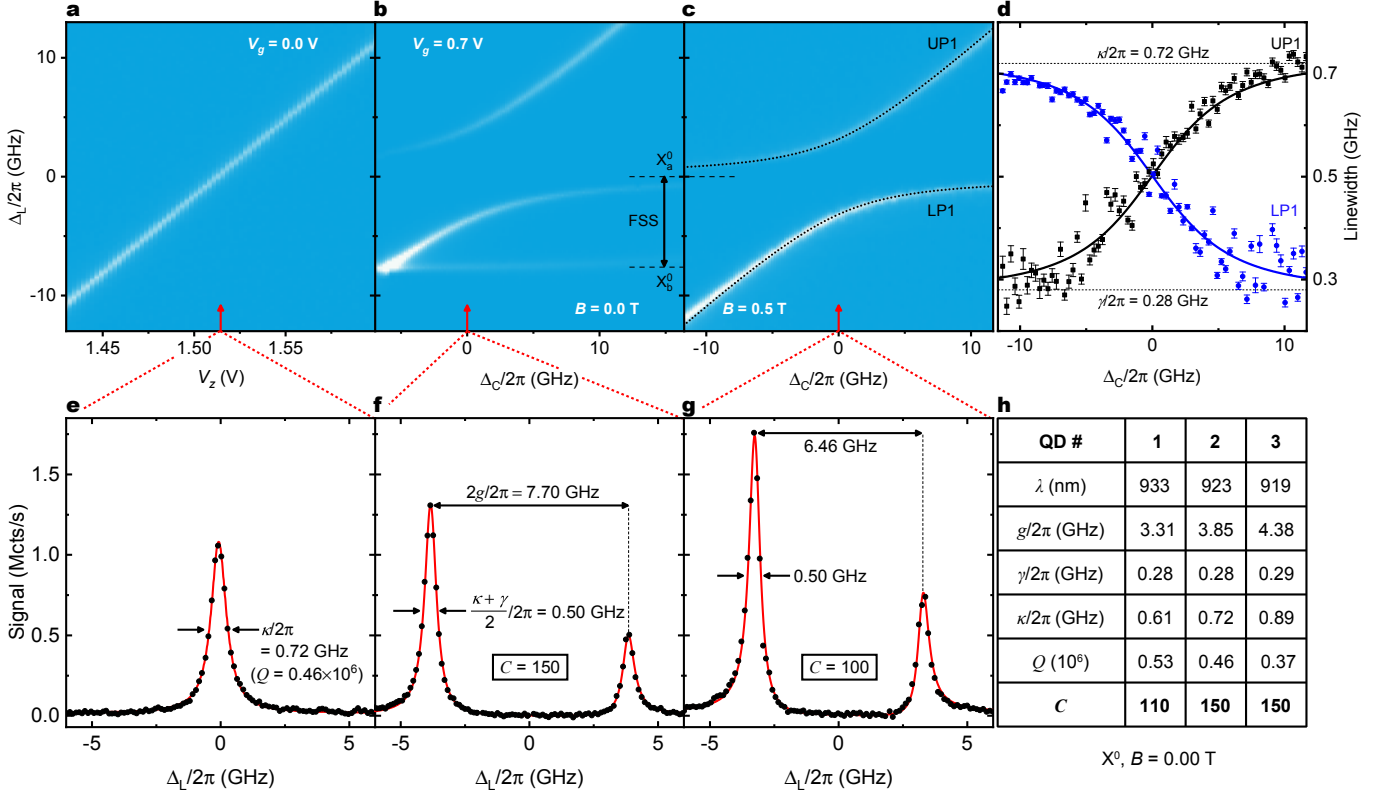 a
V_g = 0.0 V
10
0
-10
Δ_L/2π (GHz)
1.45
1.50
1.55
V_z (V)
b
V_g = 0.7 V
X_a^0
FSS
X_b^0
B = 0.0 T
0
10
Δ_C/2π (GHz)
c
UP1
LP1
B = 0.5 T
-10
0
10
Δ_C/2π (GHz)
d
κ/2π = 0.72 GHz
UP1
LP1
γ/2π = 0.28 GHz
0.7
0.5
0.3
Linewidth (GHz)
-10
0
10
Δ_C/2π (GHz)
e
1.5
1.0
0.5
0.0
Signal (Mcts/s)
κ/2π
= 0.72 GHz
(Q = 0.46×10^6)
-5
0
5
Δ_L/2π (GHz)
f
2g/2π = 7.70 GHz
(κ + γ)/2 /2π = 0.50 GHz
C = 150
-5
0
5
Δ_L/2π (GHz)
g
6.46 GHz
0.50 GHz
C = 100
-5
0
5
Δ_L/2π (GHz)
h
QD # 1 2 3
λ (nm) 933 923 919
g/2π (GHz) 3.31 3.85 4.38
γ/2π (GHz) 0.28 0.28 0.29
κ/2π (GHz) 0.61 0.72 0.89
Q (10^6) 0.53 0.46 0.37
C 110 150 150
X^0, B = 0.00 T